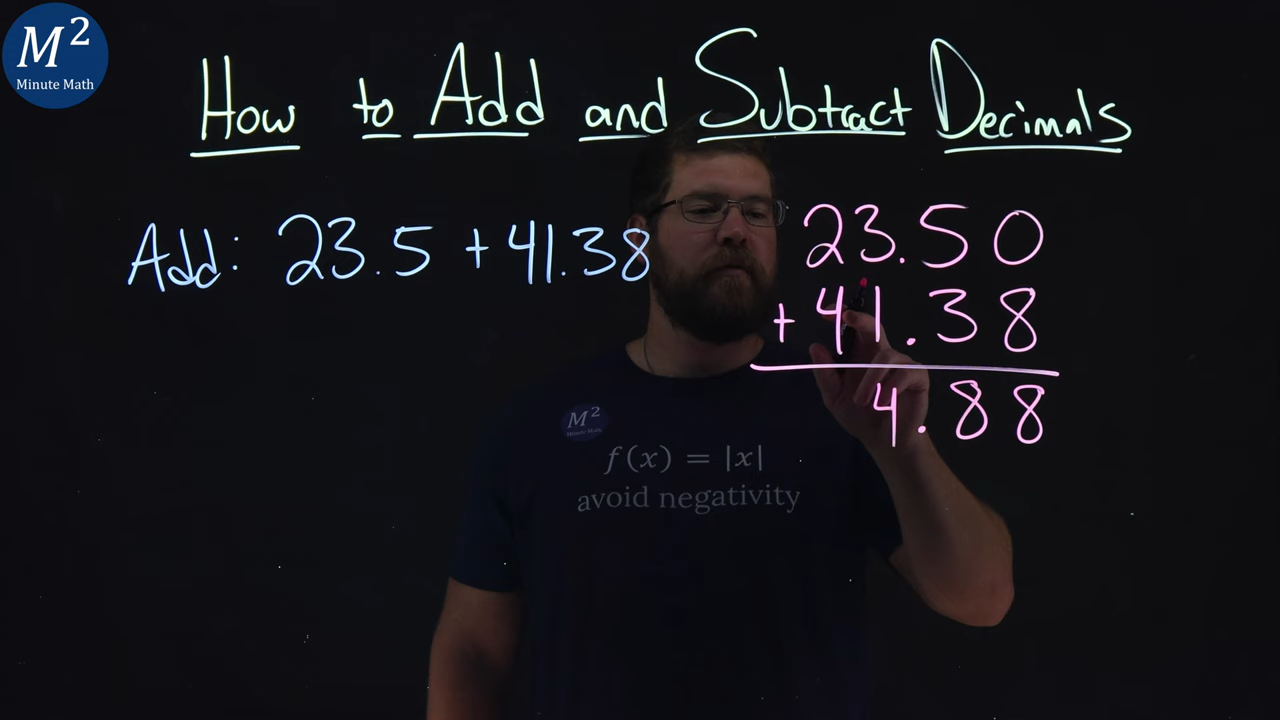 M²
Minute Math
How to Add and Subtract Decimals
Add: 23.5 + 41.38
23.50
+ 41.38
4.88
M²
Minute Math
f(x) = |x|
avoid negativity